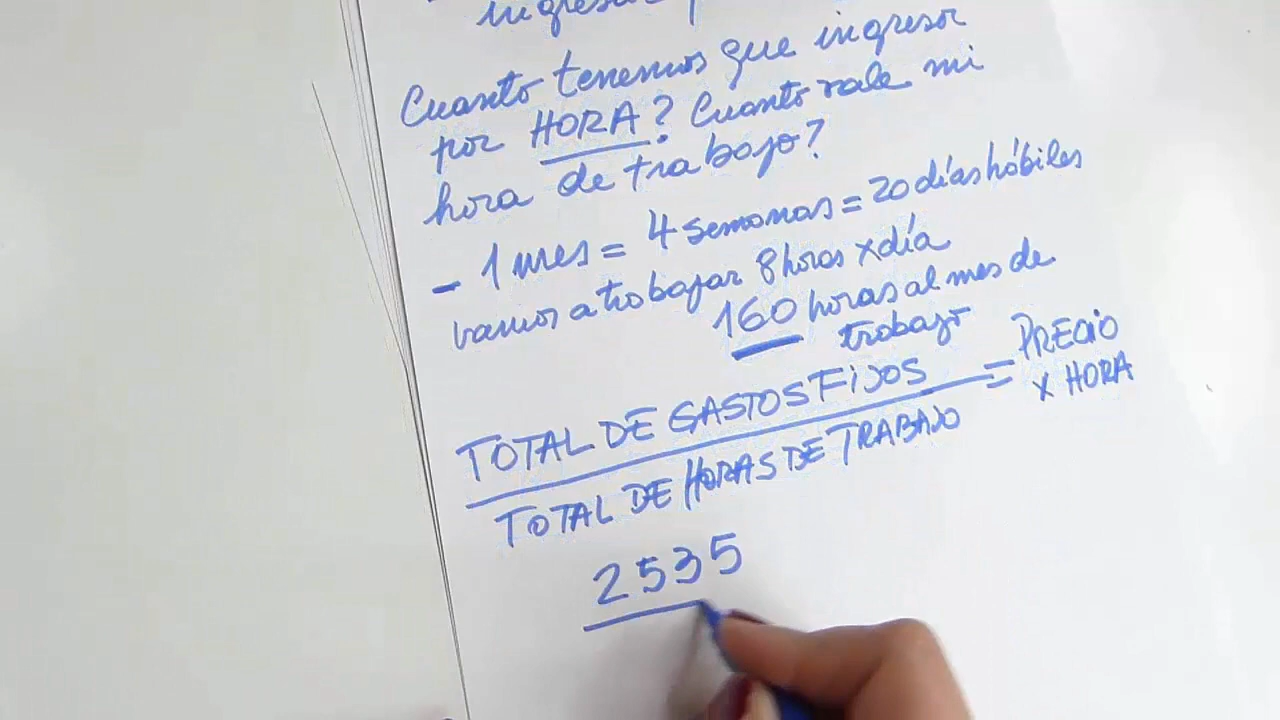 ingresar
Cuanto tenemos que ingresar
por HORA? Cuanto vale mi
hora de trabajo?
- 1 mes = 4 semanas = 20 días hábiles
vamos a trabajar 8 horas x día
160 horas al mes de
trabajo
TOTAL DE GASTOS FIJOS = PRECIO
x HORA
TOTAL DE HORAS DE TRABAJO
2535